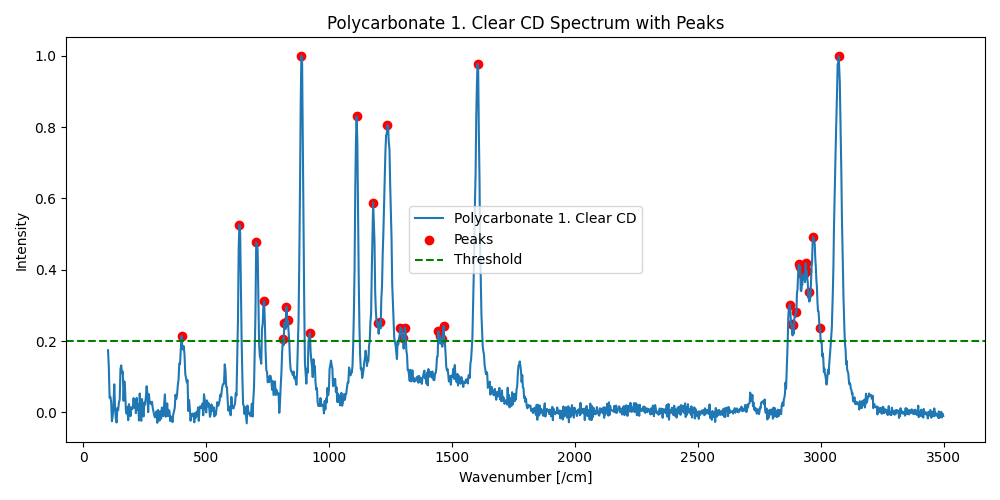 Polycarbonate 1. Clear CD Spectrum with Peaks
1.0
0.8
0.6
0.4
0.2
0.0
Intensity
Polycarbonate 1. Clear CD
Peaks
Threshold
0 500 1000 1500 2000 2500 3000 3500
Wavenumber [/cm]